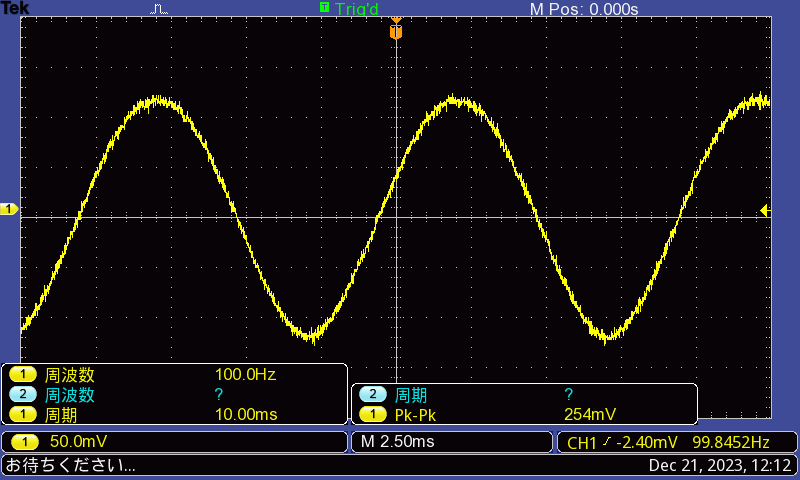 Tek T Trig'd M Pos: 0.000s
T
1
1 周波数 100.0Hz
2 周波数 ?
1 周期 10.00ms
2 周期 ?
1 Pk-Pk 254mV
1 50.0mV M 2.50ms CH1 -2.40mV 99.8452Hz
お待ちください... Dec 21, 2023, 12:12